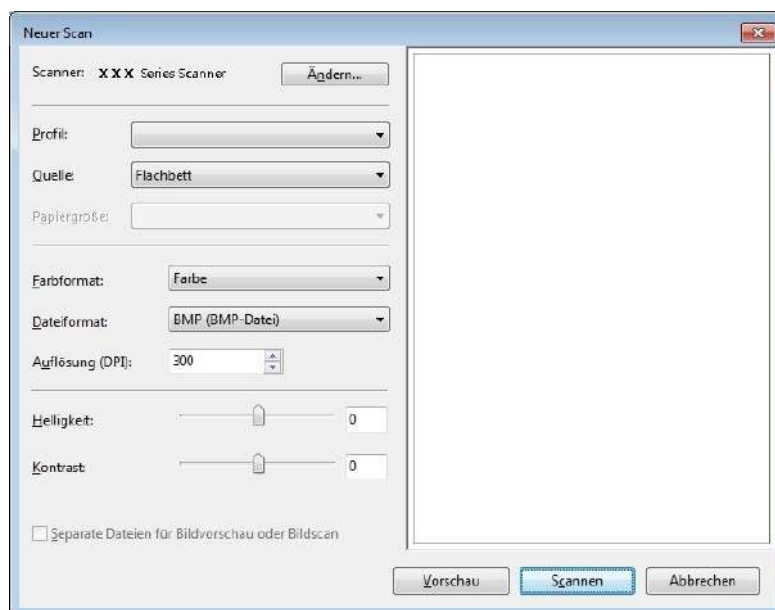 Neuer Scan
Scanner: XXX Series Scanner Ändern...
Profil:
Quelle: Flachbett
Papiergröße:
Farbformat: Farbe
Dateiformat: BMP (BMP-Datei)
Auflösung (DPI): 300
Helligkeit: 0
Kontrast: 0
Separate Dateien für Bildvorschau oder Bildscan
Vorschau Scannen Abbrechen